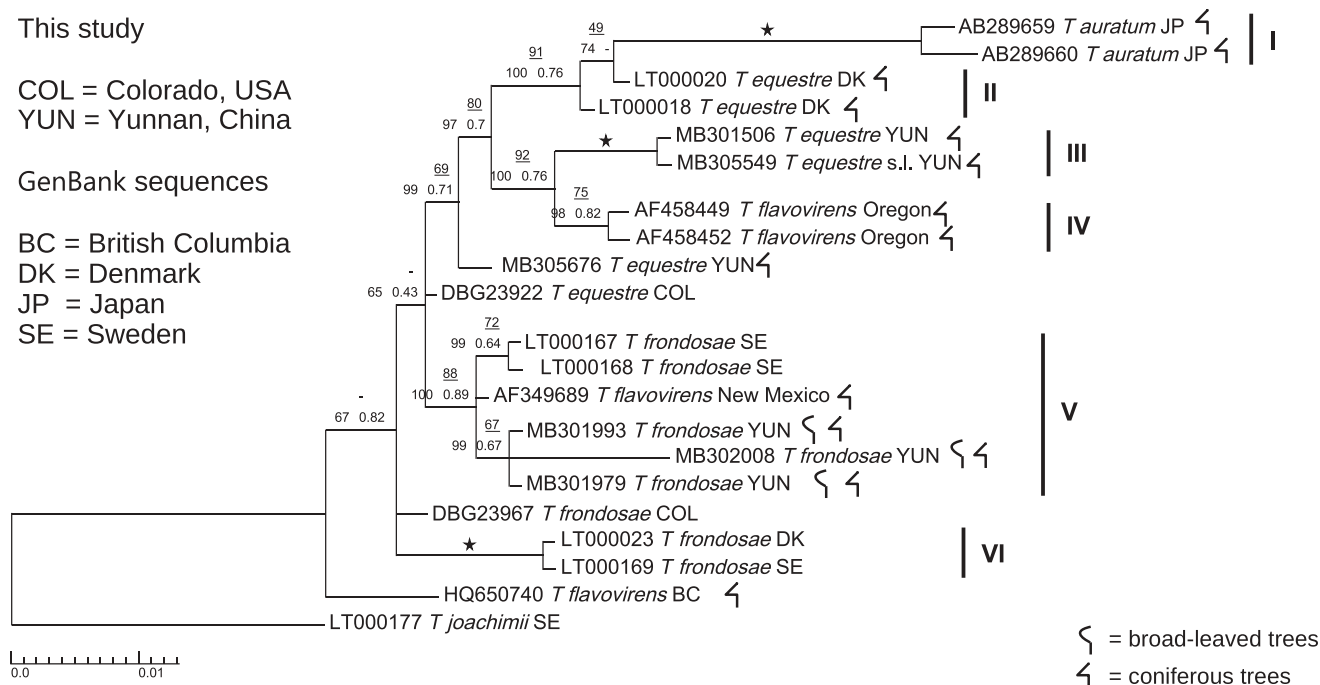 This study
COL = Colorado, USA
YUN = Yunnan, China
GenBank sequences
BC = British Columbia
DK = Denmark
JP = Japan
SE = Sweden
49
74 -
91
100 0.76
80
97 0.7
69
99 0.71
92
100 0.76
75
98 0.82
-
65 0.43
72
99 0.64
88
100 0.89
67
99 0.67
-
67 0.82
AB289659 T auratum JP
AB289660 T auratum JP
I
LT000020 T equestre DK
LT000018 T equestre DK
II
MB301506 T equestre YUN
MB305549 T equestre s.l. YUN
III
AF458449 T flavovirens Oregon
AF458452 T flavovirens Oregon
IV
MB305676 T equestre YUN
DBG23922 T equestre COL
LT000167 T frondosae SE
LT000168 T frondosae SE
AF349689 T flavovirens New Mexico
MB301993 T frondosae YUN
MB302008 T frondosae YUN
MB301979 T frondosae YUN
V
DBG23967 T frondosae COL
LT000023 T frondosae DK
LT000169 T frondosae SE
VI
HQ650740 T flavovirens BC
LT000177 T joachimii SE
0.0 0.01
= broad-leaved trees
= coniferous trees